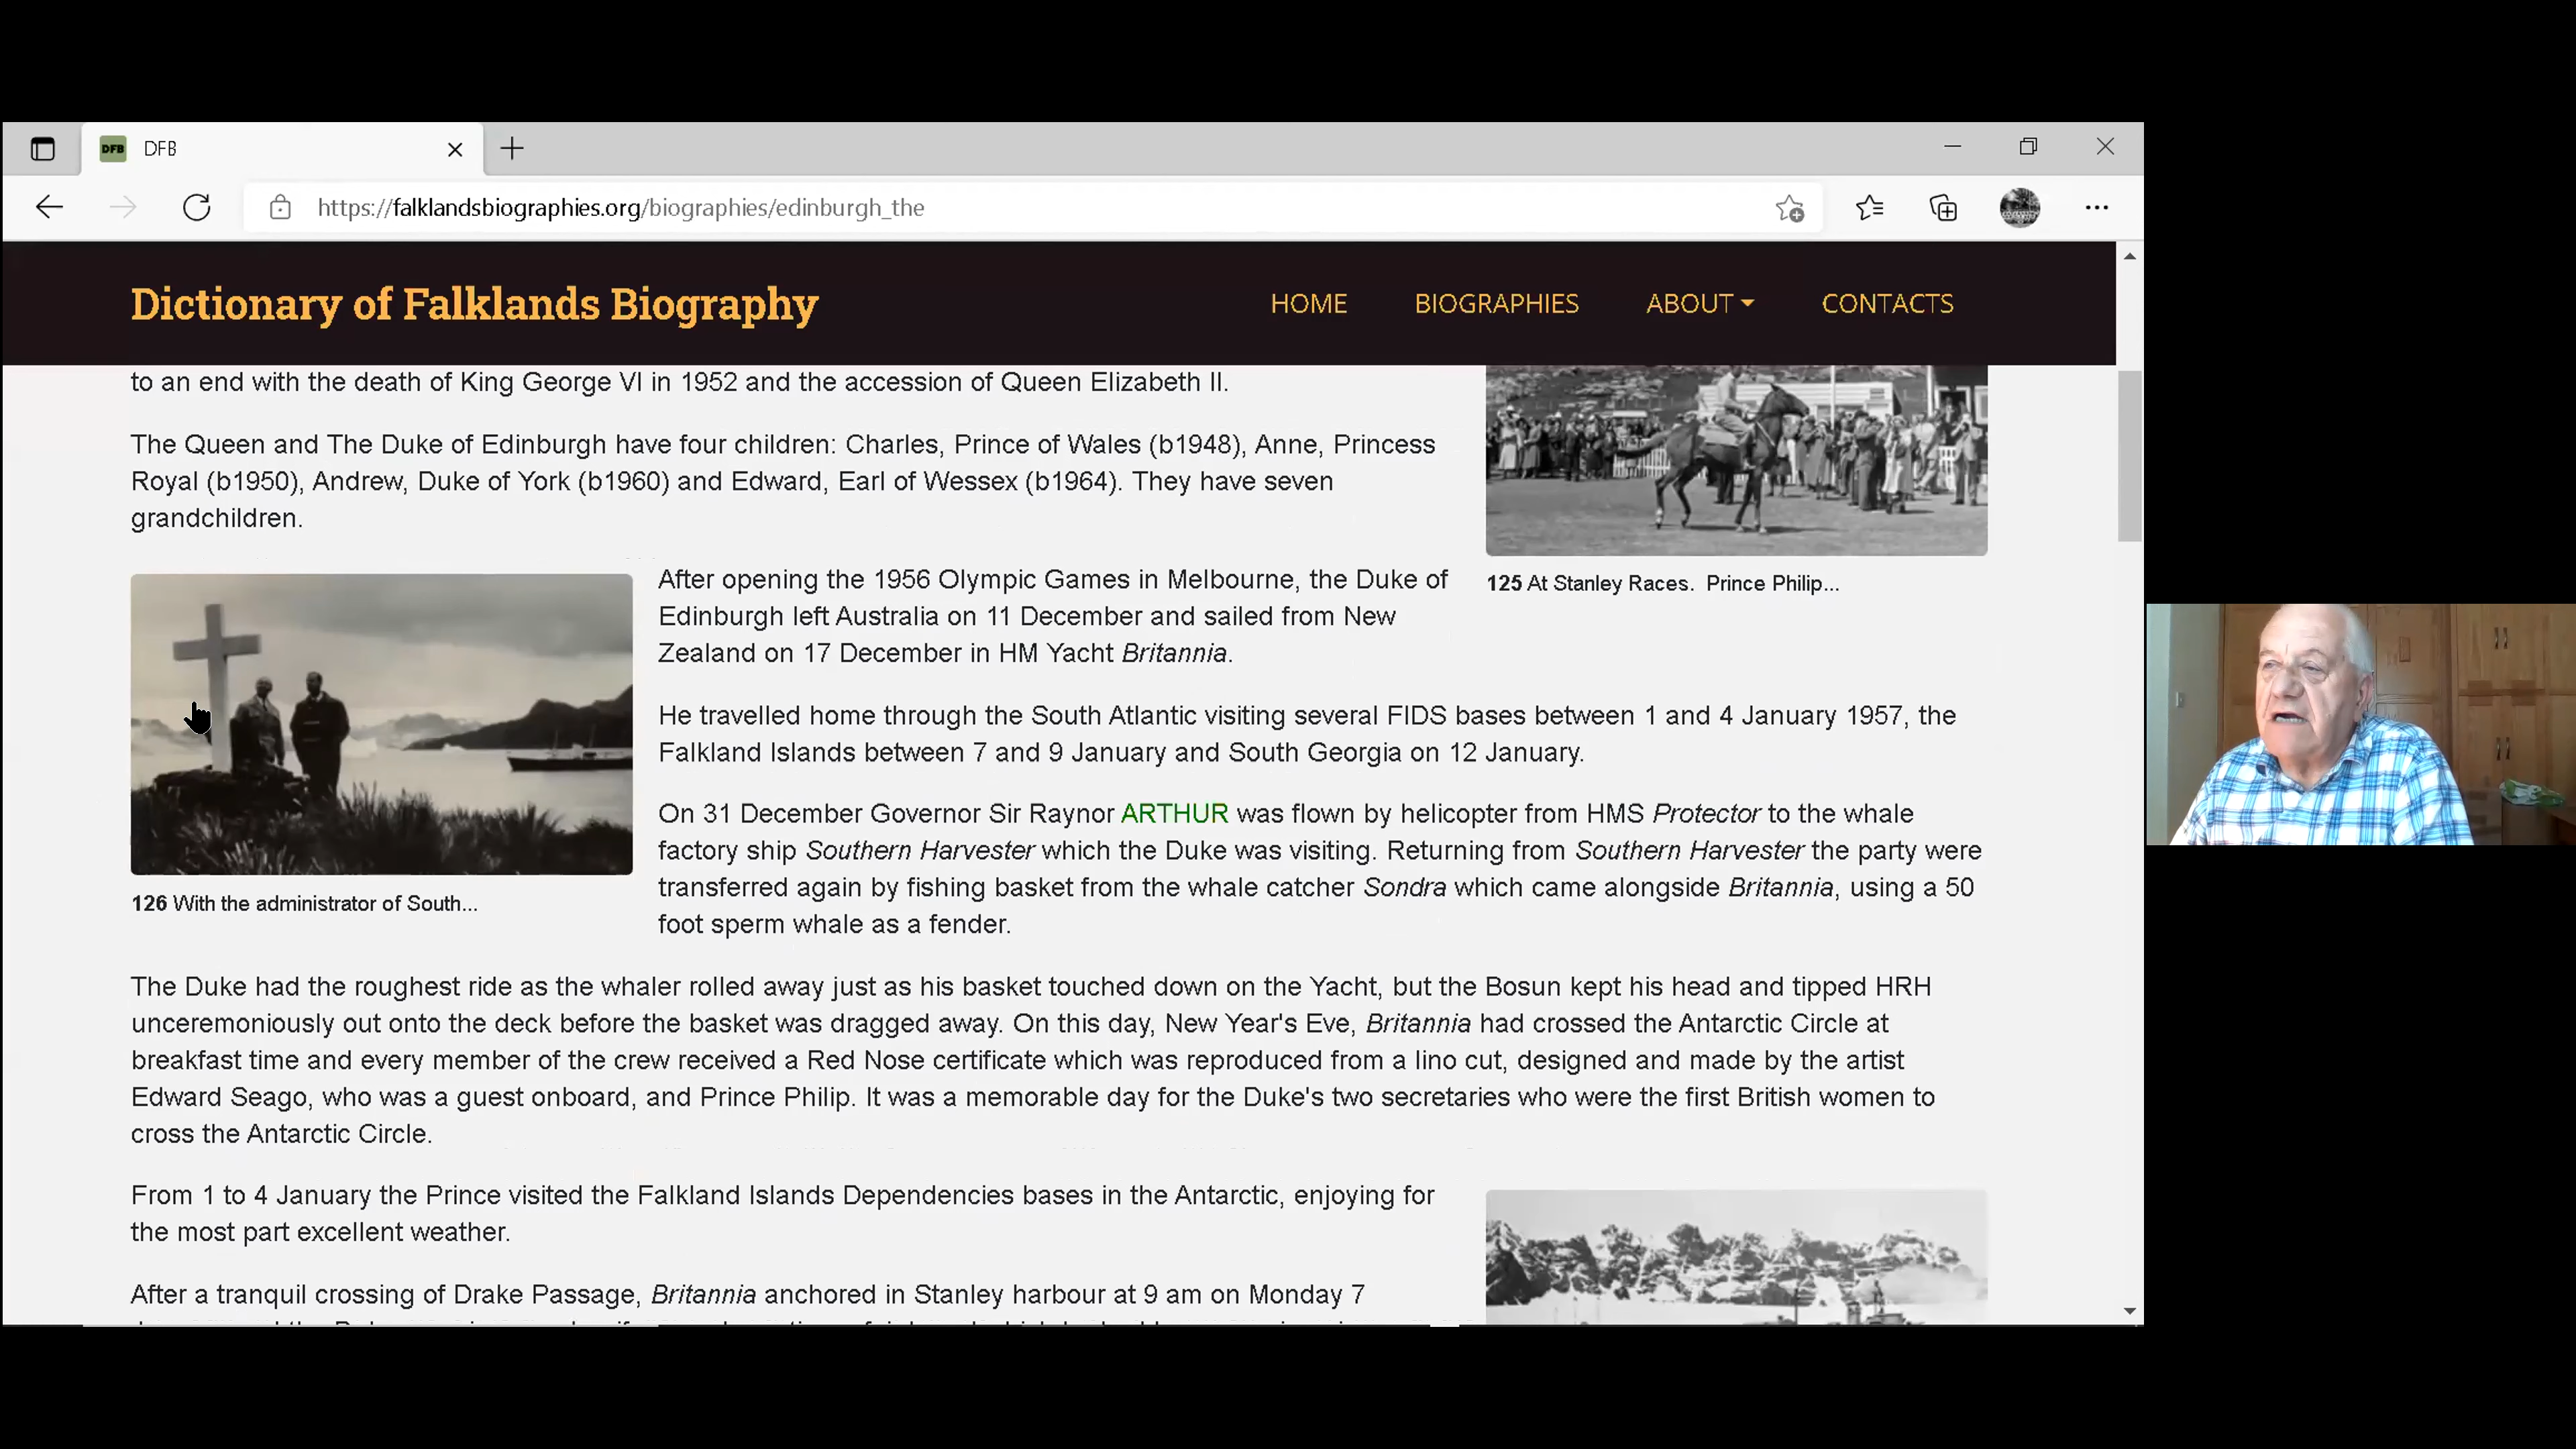 DFB
https://falklandsbiographies.org/biographies/edinburgh_the
Dictionary of Falklands Biography
HOME
BIOGRAPHIES
ABOUT
CONTACTS
to an end with the death of King George VI in 1952 and the accession of Queen Elizabeth II.
The Queen and The Duke of Edinburgh have four children: Charles, Prince of Wales (b1948), Anne, Princess
Royal (b1950), Andrew, Duke of York (b1960) and Edward, Earl of Wessex (b1964). They have seven
grandchildren.
125 At Stanley Races. Prince Philip...
After opening the 1956 Olympic Games in Melbourne, the Duke of
Edinburgh left Australia on 11 December and sailed from New
Zealand on 17 December in HM Yacht Britannia.
He travelled home through the South Atlantic visiting several FIDS bases between 1 and 4 January 1957, the
Falkland Islands between 7 and 9 January and South Georgia on 12 January.
On 31 December Governor Sir Raynor ARTHUR was flown by helicopter from HMS Protector to the whale
factory ship Southern Harvester which the Duke was visiting. Returning from Southern Harvester the party were
transferred again by fishing basket from the whale catcher Sondra which came alongside Britannia, using a 50
foot sperm whale as a fender.
126 With the administrator of South...
The Duke had the roughest ride as the whaler rolled away just as his basket touched down on the Yacht, but the Bosun kept his head and tipped HRH
unceremoniously out onto the deck before the basket was dragged away. On this day, New Year's Eve, Britannia had crossed the Antarctic Circle at
breakfast time and every member of the crew received a Red Nose certificate which was reproduced from a lino cut, designed and made by the artist
Edward Seago, who was a guest onboard, and Prince Philip. It was a memorable day for the Duke's two secretaries who were the first British women to
cross the Antarctic Circle.
From 1 to 4 January the Prince visited the Falkland Islands Dependencies bases in the Antarctic, enjoying for
the most part excellent weather.
After a tranquil crossing of Drake Passage, Britannia anchored in Stanley harbour at 9 am on Monday 7